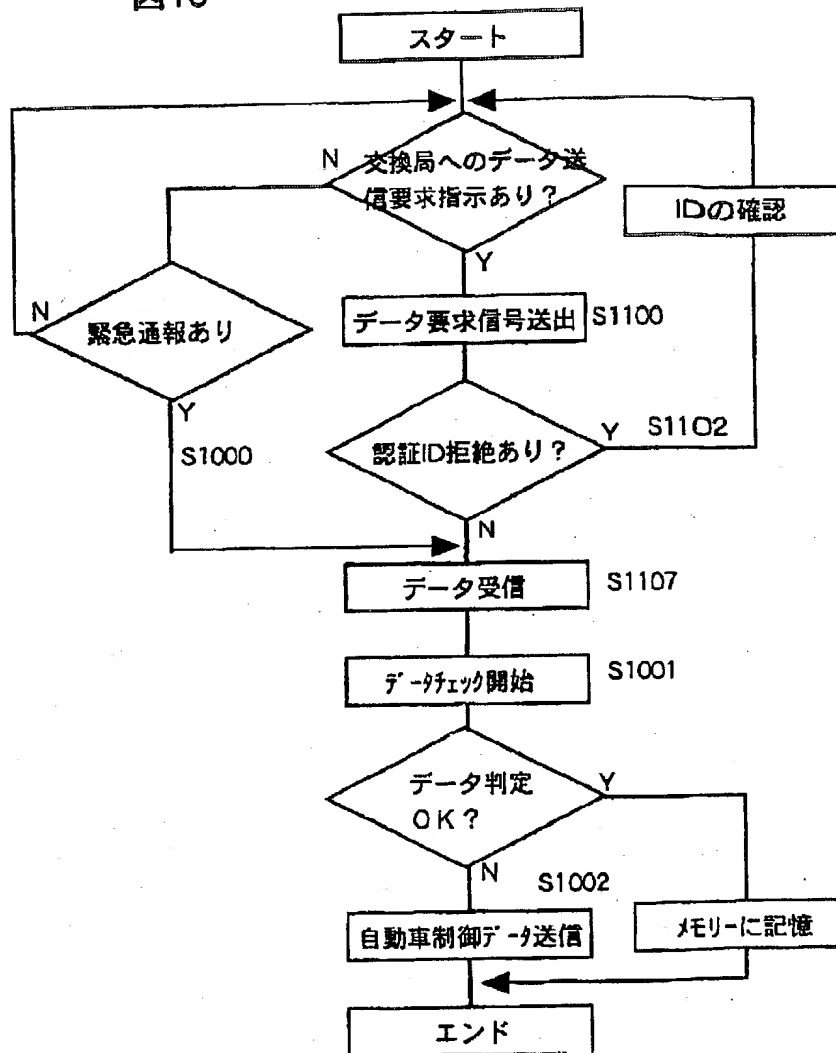 スタート
N
交換局へのデータ送
信要求指示あり？
IDの確認
Y
N
緊急通報あり
データ要求信号送出
S1100
Y
S1000
認証ID拒絶あり？
Y
S1102
N
データ受信
S1107
データチェック開始
S1001
データ判定
OK？
Y
N
S1002
自動車制御データ送信
メモリーに記憶
エンド